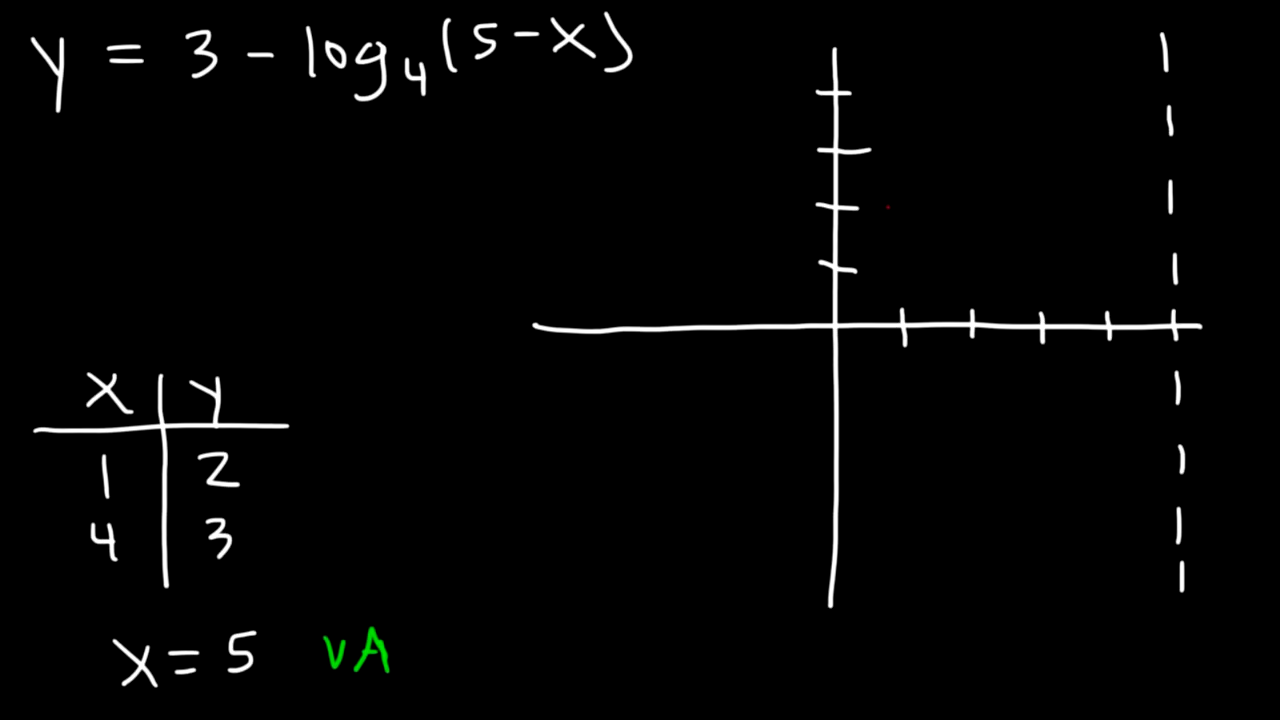 y = 3 - log₄(5-x)
x | y
1 | 2
4 | 3
x = 5 VA